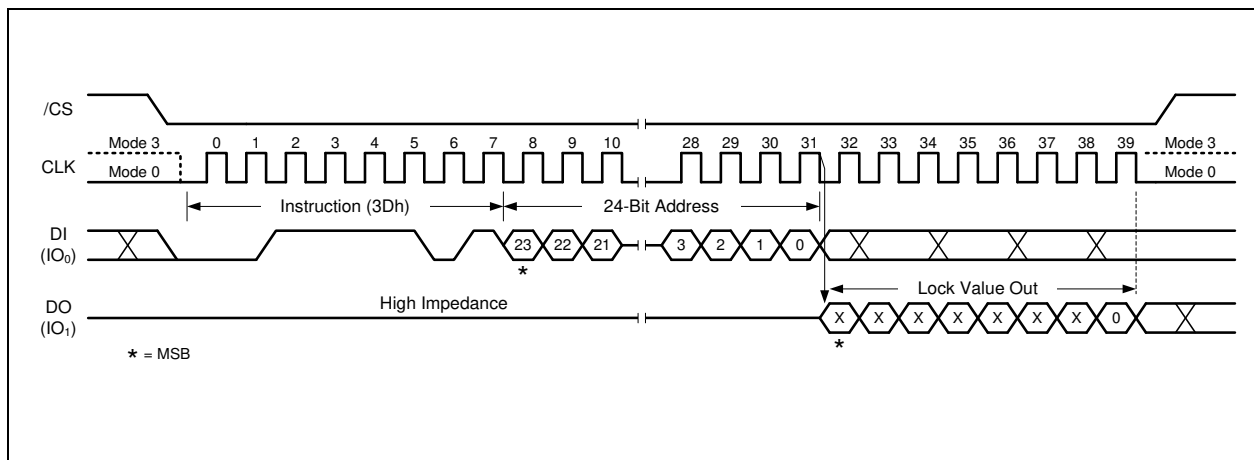 /CS
Mode 3 0 1 2 3 4 5 6 7 8 9 10 28 29 30 31 32 33 34 35 36 37 38 39 Mode 3
CLK
Mode 0 Mode 0
Instruction (3Dh) 24-Bit Address
DI
(IO₀)
23 22 21 3 2 1 0
*
High Impedance
Lock Value Out
DO
(IO₁)
X X X X X X X 0
*
* = MSB